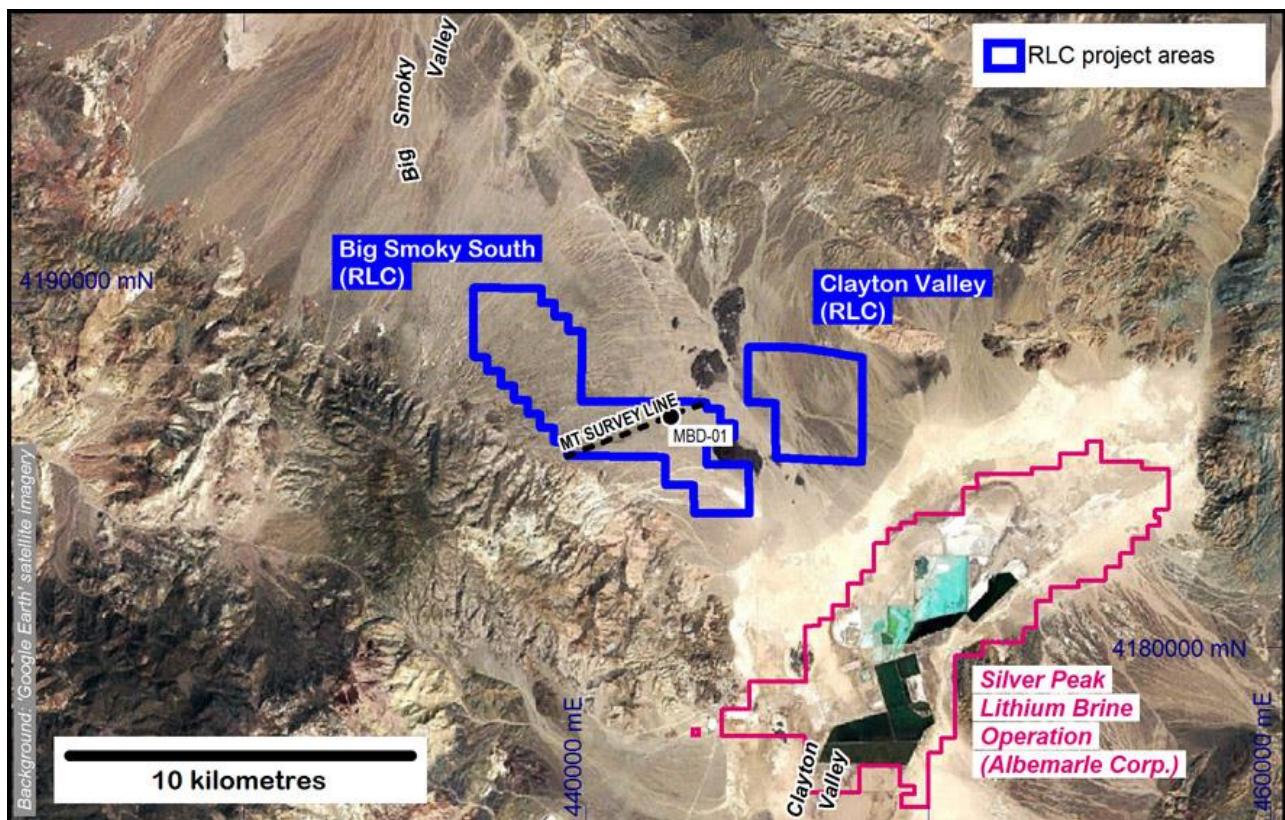 Big Smoky
Valley
RLC project areas
Big Smoky South
(RLC)
4190000 mN
Clayton Valley
(RLC)
MT SURVEY LINE
MBD-01
4180000 mN
Silver Peak
Lithium Brine
Operation
(Albemarle Corp.)
440000 mE
460000 mE
Clayton
Valley
10 kilometres
Background: 'Google Earth' satellite imagery